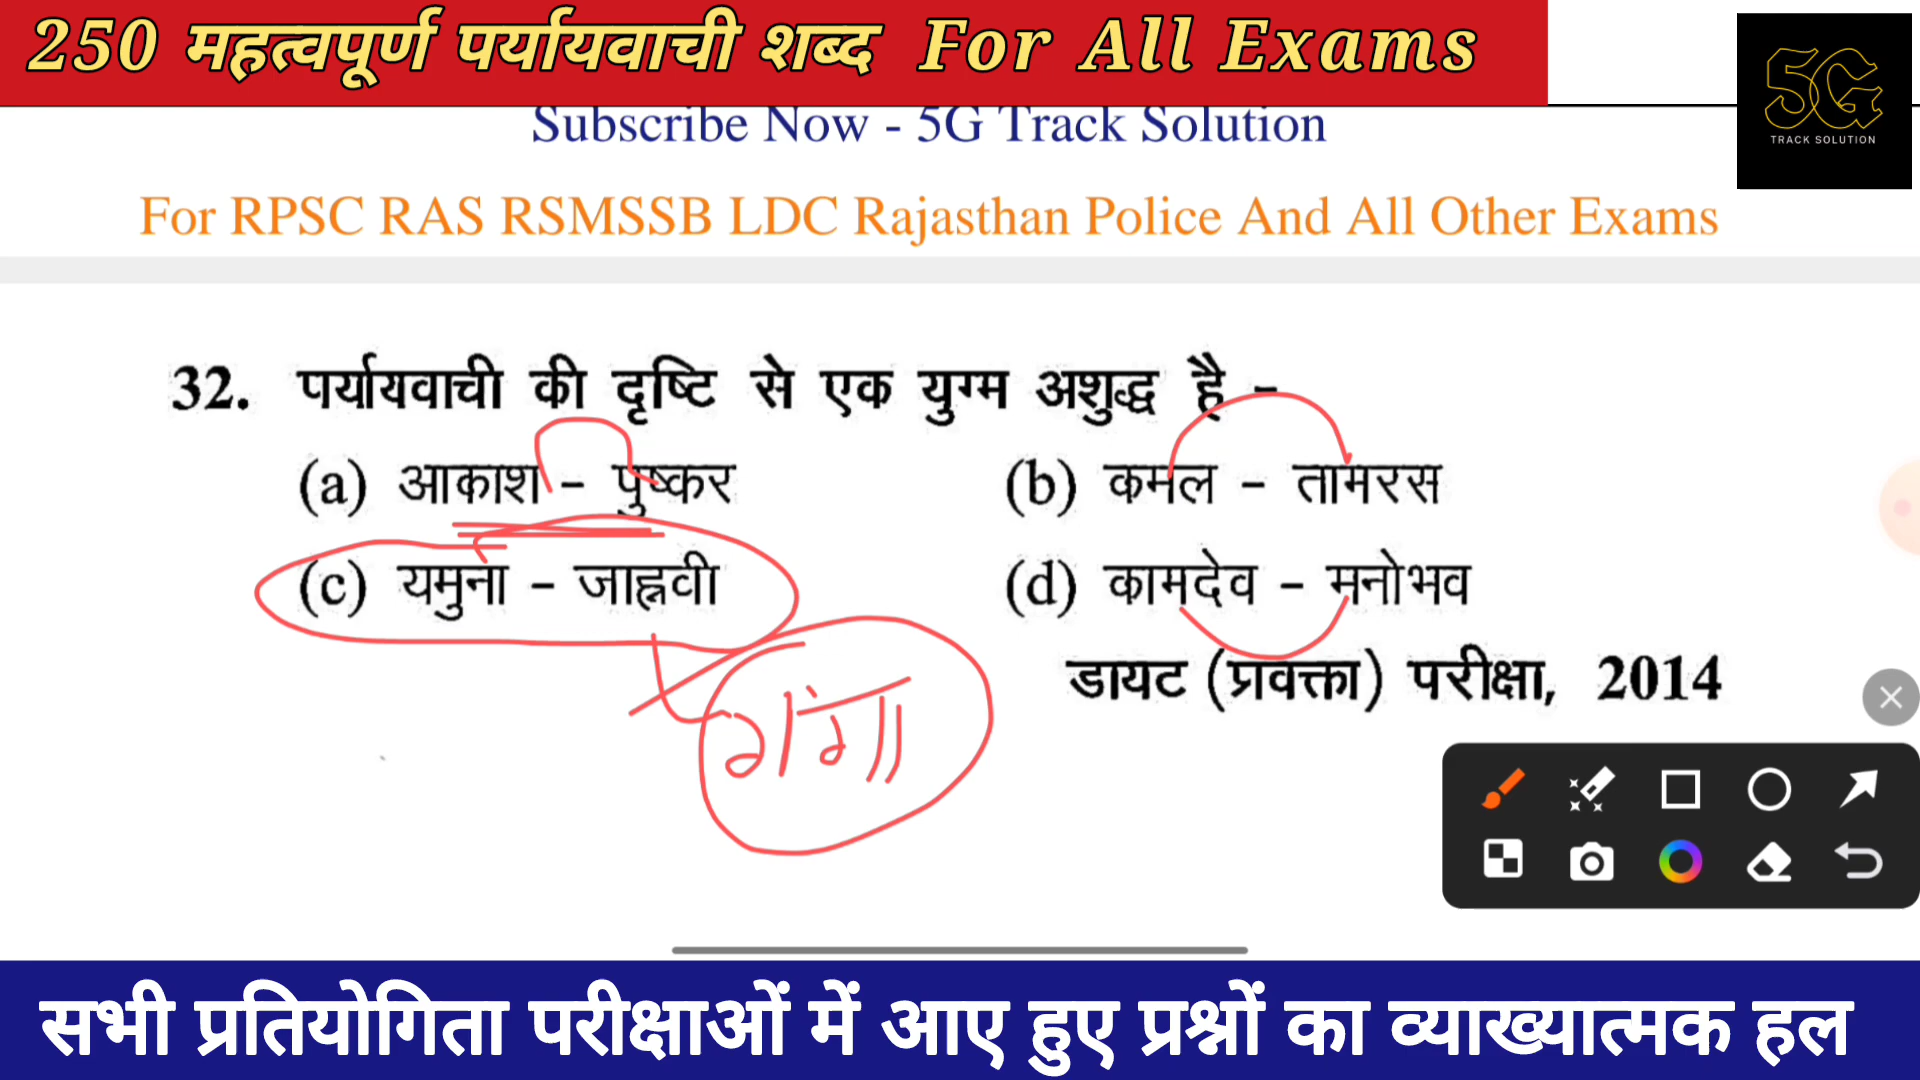 250 महत्वपूर्ण पर्यायवाची शब्द For All Exams
5G
TRACK SOLUTION
Subscribe Now - 5G Track Solution
For RPSC RAS RSMSSB LDC Rajasthan Police And All Other Exams
32. पर्यायवाची की दृष्टि से एक युग्म अशुद्ध है -
(a) आकाश - पुष्कर (b) कमल - तामरस
(c) यमुना - जाह्नवी (d) कामदेव - मनोभव
डायट (प्रवक्ता) परीक्षा, 2014
गंगा
सभी प्रतियोगिता परीक्षाओं में आए हुए प्रश्नों का व्याख्यात्मक हल